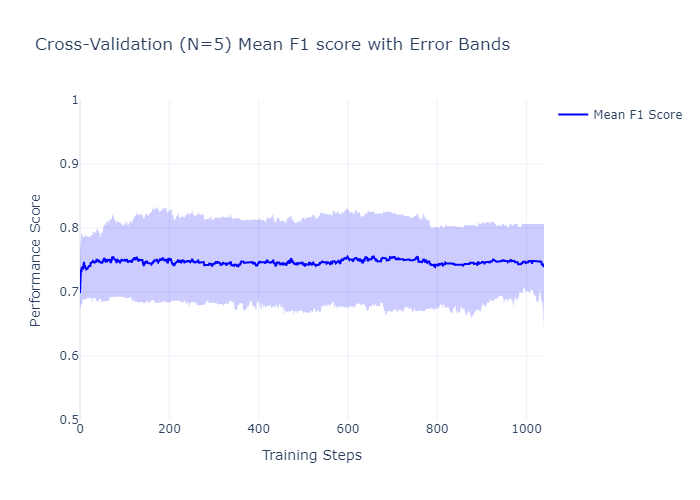 Cross-Validation (N=5) Mean F1 score with Error Bands
Mean F1 Score
Performance Score
1
0.9
0.8
0.7
0.6
0.5
0 200 400 600 800 1000
Training Steps